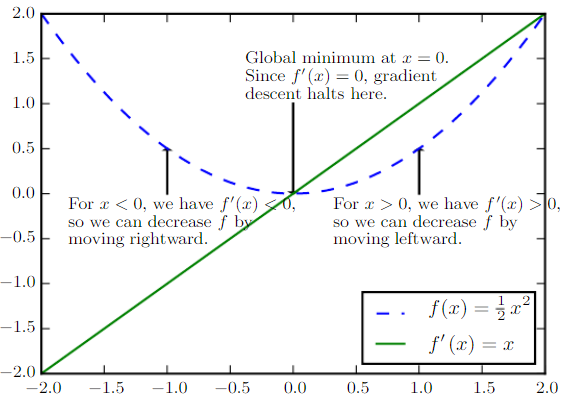 2.0
1.5
1.0
0.5
0.0
−0.5
−1.0
−1.5
−2.0
Global minimum at x = 0.
Since f′(x) = 0, gradient
descent halts here.
For x < 0, we have f′(x) < 0,
so we can decrease f by
moving rightward.
For x > 0, we have f′(x) > 0,
so we can decrease f by
moving leftward.
f(x) = ½ x²
f′(x) = x
−2.0 −1.5 −1.0 −0.5 0.0 0.5 1.0 1.5 2.0